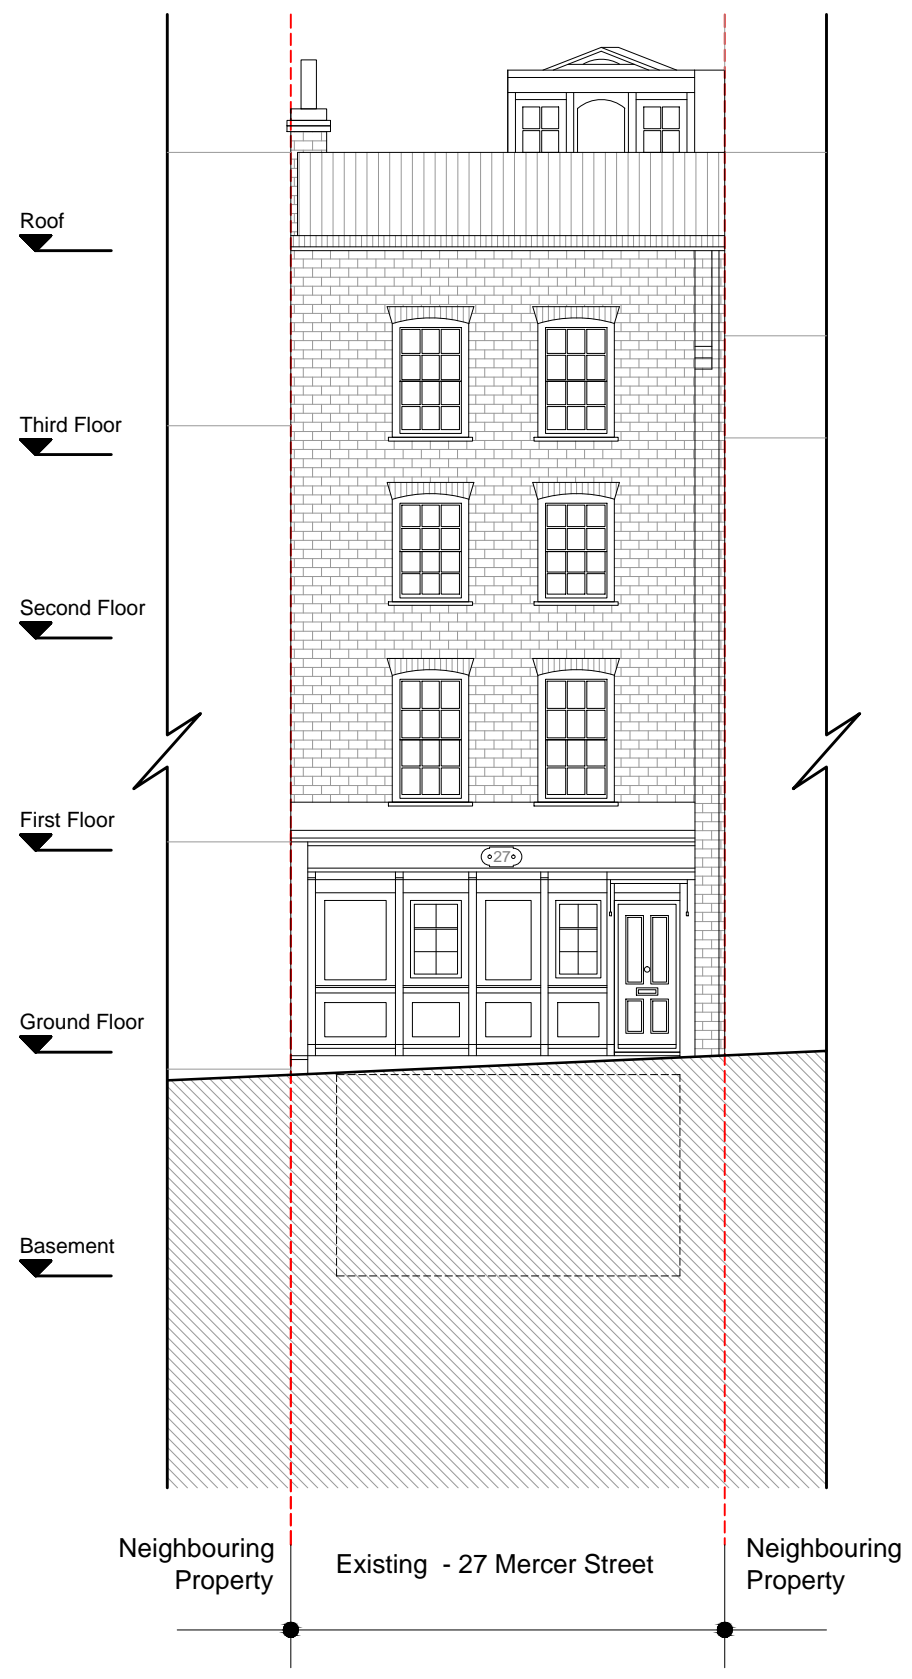 Roof
Third Floor
Second Floor
First Floor
27
Ground Floor
Basement
Neighbouring
Property
Existing - 27 Mercer Street
Neighbouring
Property